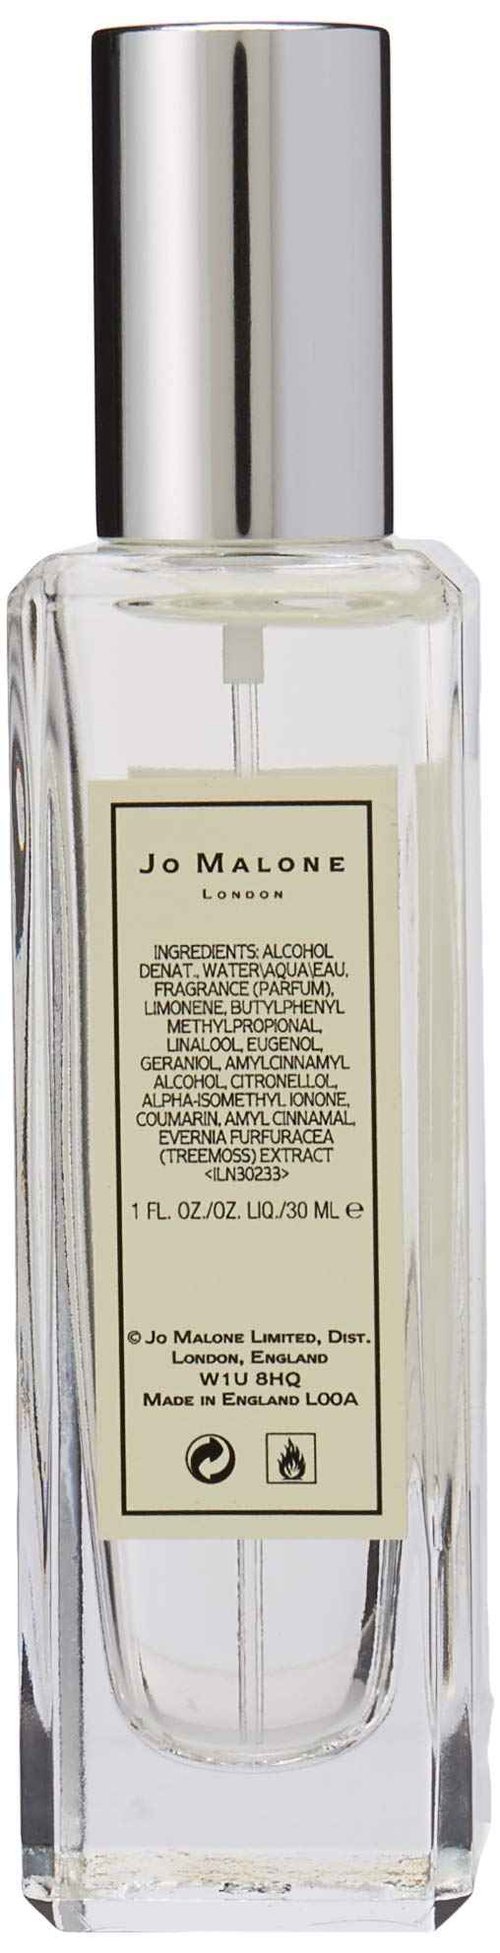 JO MALONE
LONDON
INGREDIENTS: ALCOHOL
DENAT., WATER\AQUA\EAU,
FRAGRANCE (PARFUM),
LIMONENE, BUTYLPHENYL
METHYLPROPIONAL,
LINALOOL, EUGENOL,
GERANIOL, AMYLCINNAMYL
ALCOHOL, CITRONELLOL,
ALPHA-ISOMETHYL IONONE,
COUMARIN, AMYL CINNAMAL,
EVERNIA FURFURACEA
(TREEMOSS) EXTRACT
<ILN30233>
1 FL. OZ./OZ. LIQ./30 ML ℮
© JO MALONE LIMITED, DIST.
LONDON, ENGLAND
W1U 8HQ
MADE IN ENGLAND LOOA